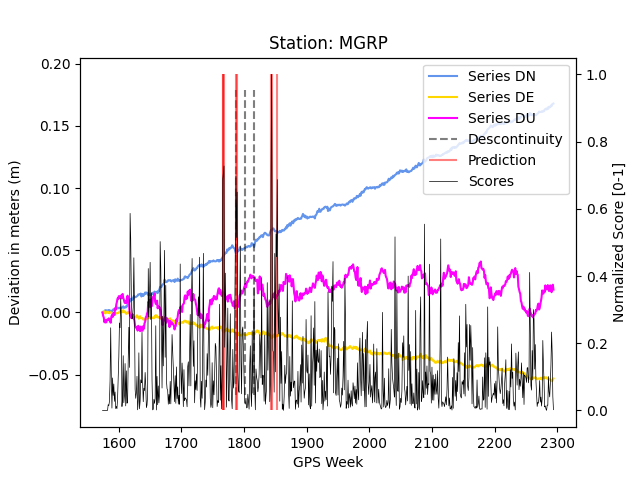 Station: MGRP
0.20
0.15
0.10
0.05
0.00
−0.05
Deviation in meters (m)
1.0
0.8
0.6
0.4
0.2
0.0
Normalized Score [0-1]
Series DN
Series DE
Series DU
Descontinuity
Prediction
Scores
1600 1700 1800 1900 2000 2100 2200 2300
GPS Week